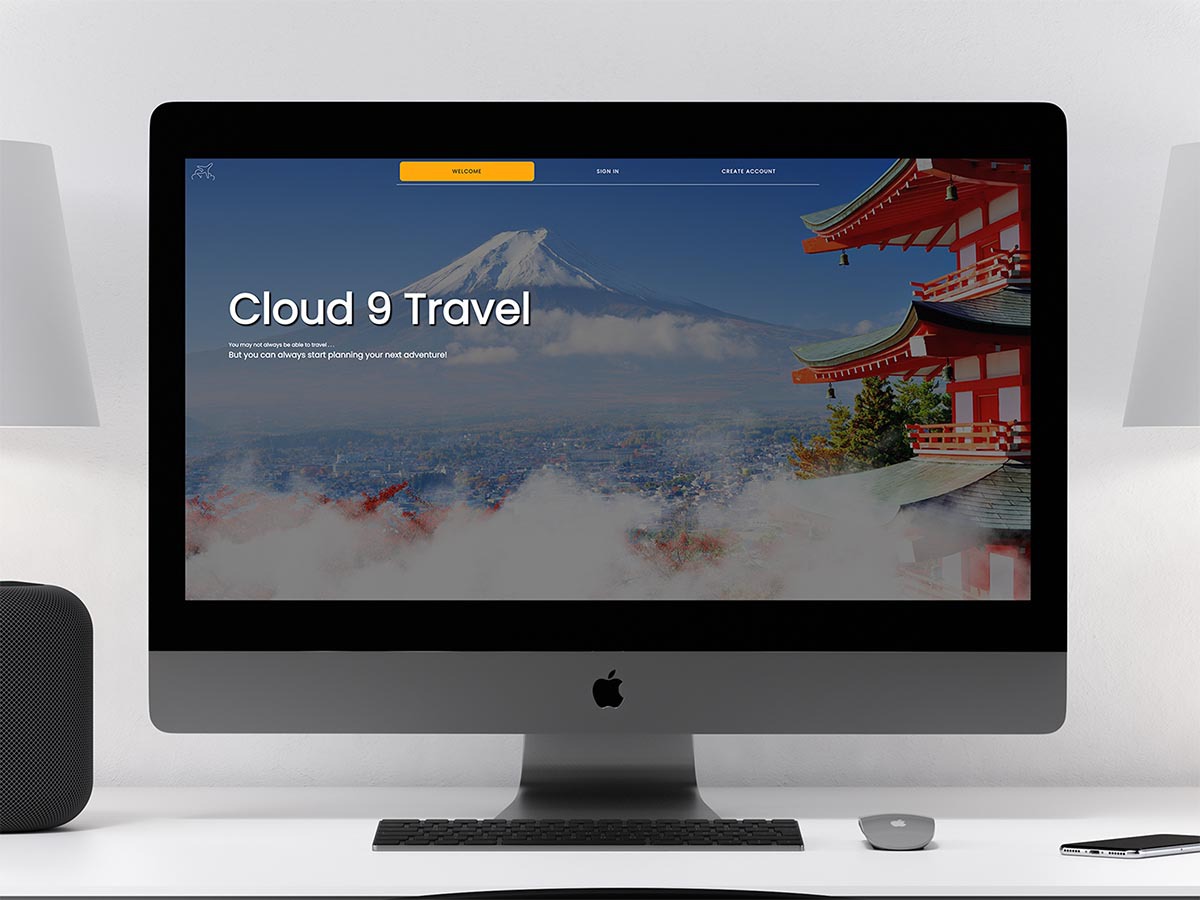 WELCOME
SIGN IN
CREATE ACCOUNT
Cloud 9 Travel
You may not always be able to travel . . .
But you can always start planning your next adventure!